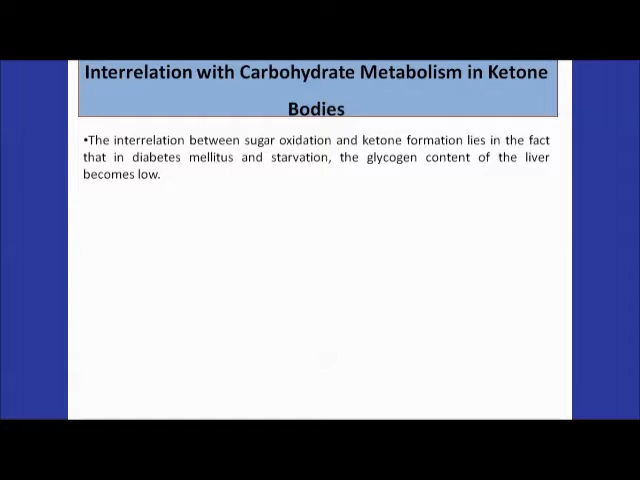 Interrelation with Carbohydrate Metabolism in Ketone
Bodies
•The interrelation between sugar oxidation and ketone formation lies in the fact
that in diabetes mellitus and starvation, the glycogen content of the liver
becomes low.